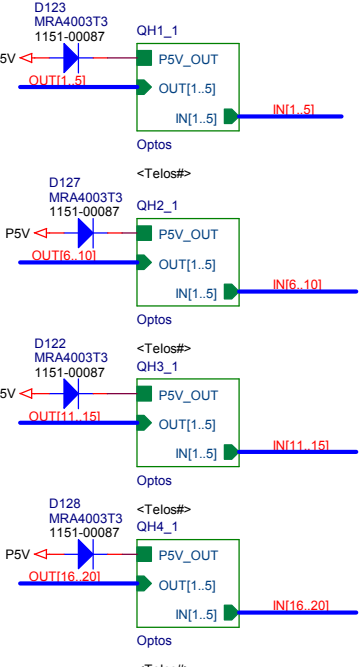 D123
MRA4003T3
1151-00087
QH1_1
5V
P5V_OUT
OUT[1..5]
OUT[1..5]
IN[1..5]
IN[1..5]
Optos
<Telos#>
D127
MRA4003T3
1151-00087
QH2_1
P5V
P5V_OUT
OUT[6..10]
OUT[1..5]
IN[1..5]
IN[6..10]
Optos
<Telos#>
D122
MRA4003T3
1151-00087
QH3_1
5V
P5V_OUT
OUT[11..15]
OUT[1..5]
IN[1..5]
IN[11..15]
Optos
<Telos#>
D128
MRA4003T3
1151-00087
QH4_1
P5V
P5V_OUT
OUT[16..20]
OUT[1..5]
IN[1..5]
IN[16..20]
Optos
<Telos#>